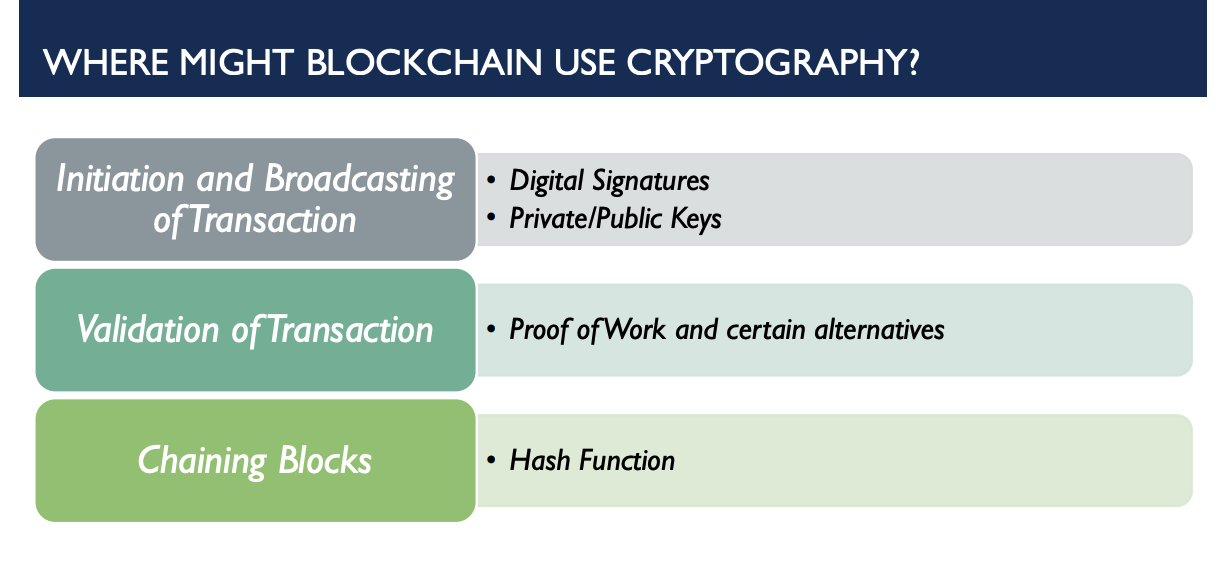 WHERE MIGHT BLOCKCHAIN USE CRYPTOGRAPHY?
Initiation and Broadcasting
of Transaction
• Digital Signatures
• Private/Public Keys
Validation of Transaction
• Proof of Work and certain alternatives
Chaining Blocks
• Hash Function